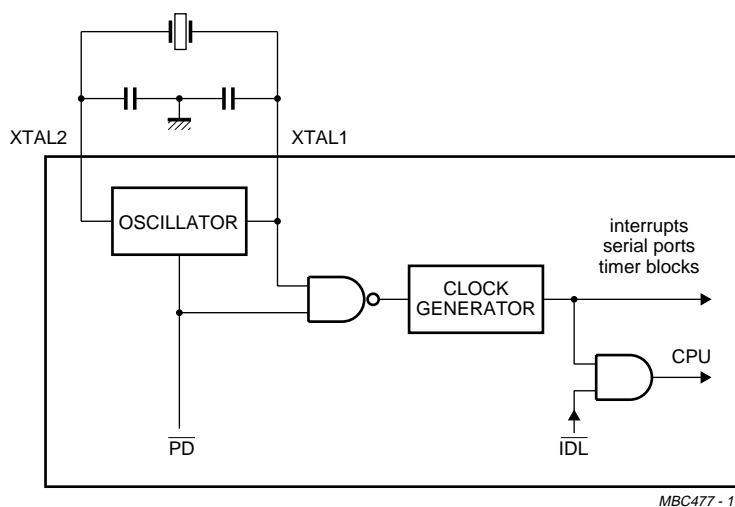 XTAL2
XTAL1
OSCILLATOR
interrupts
serial ports
timer blocks
CLOCK
GENERATOR
CPU
PD
IDL
MBC477 - 1